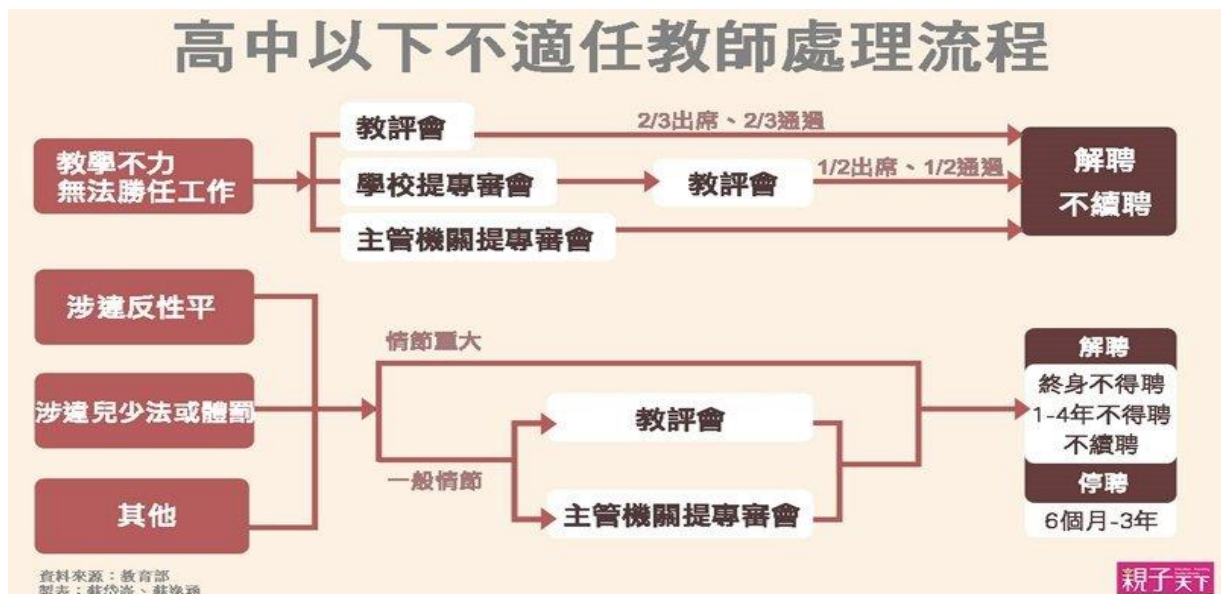 高中以下不適任教師處理流程
教學不力
無法勝任工作
教評會
2/3出席、2/3通過
學校提專審會
教評會
1/2出席、1/2通過
主管機關提專審會
解聘
不續聘
涉違反性平
涉違兒少法或體罰
其他
情節重大
一般情節
教評會
主管機關提專審會
解聘
終身不得聘
1-4年不得聘
不續聘
停聘
6個月-3年
資料來源：教育部
製表：蘇岱崙、蘇
親子天下